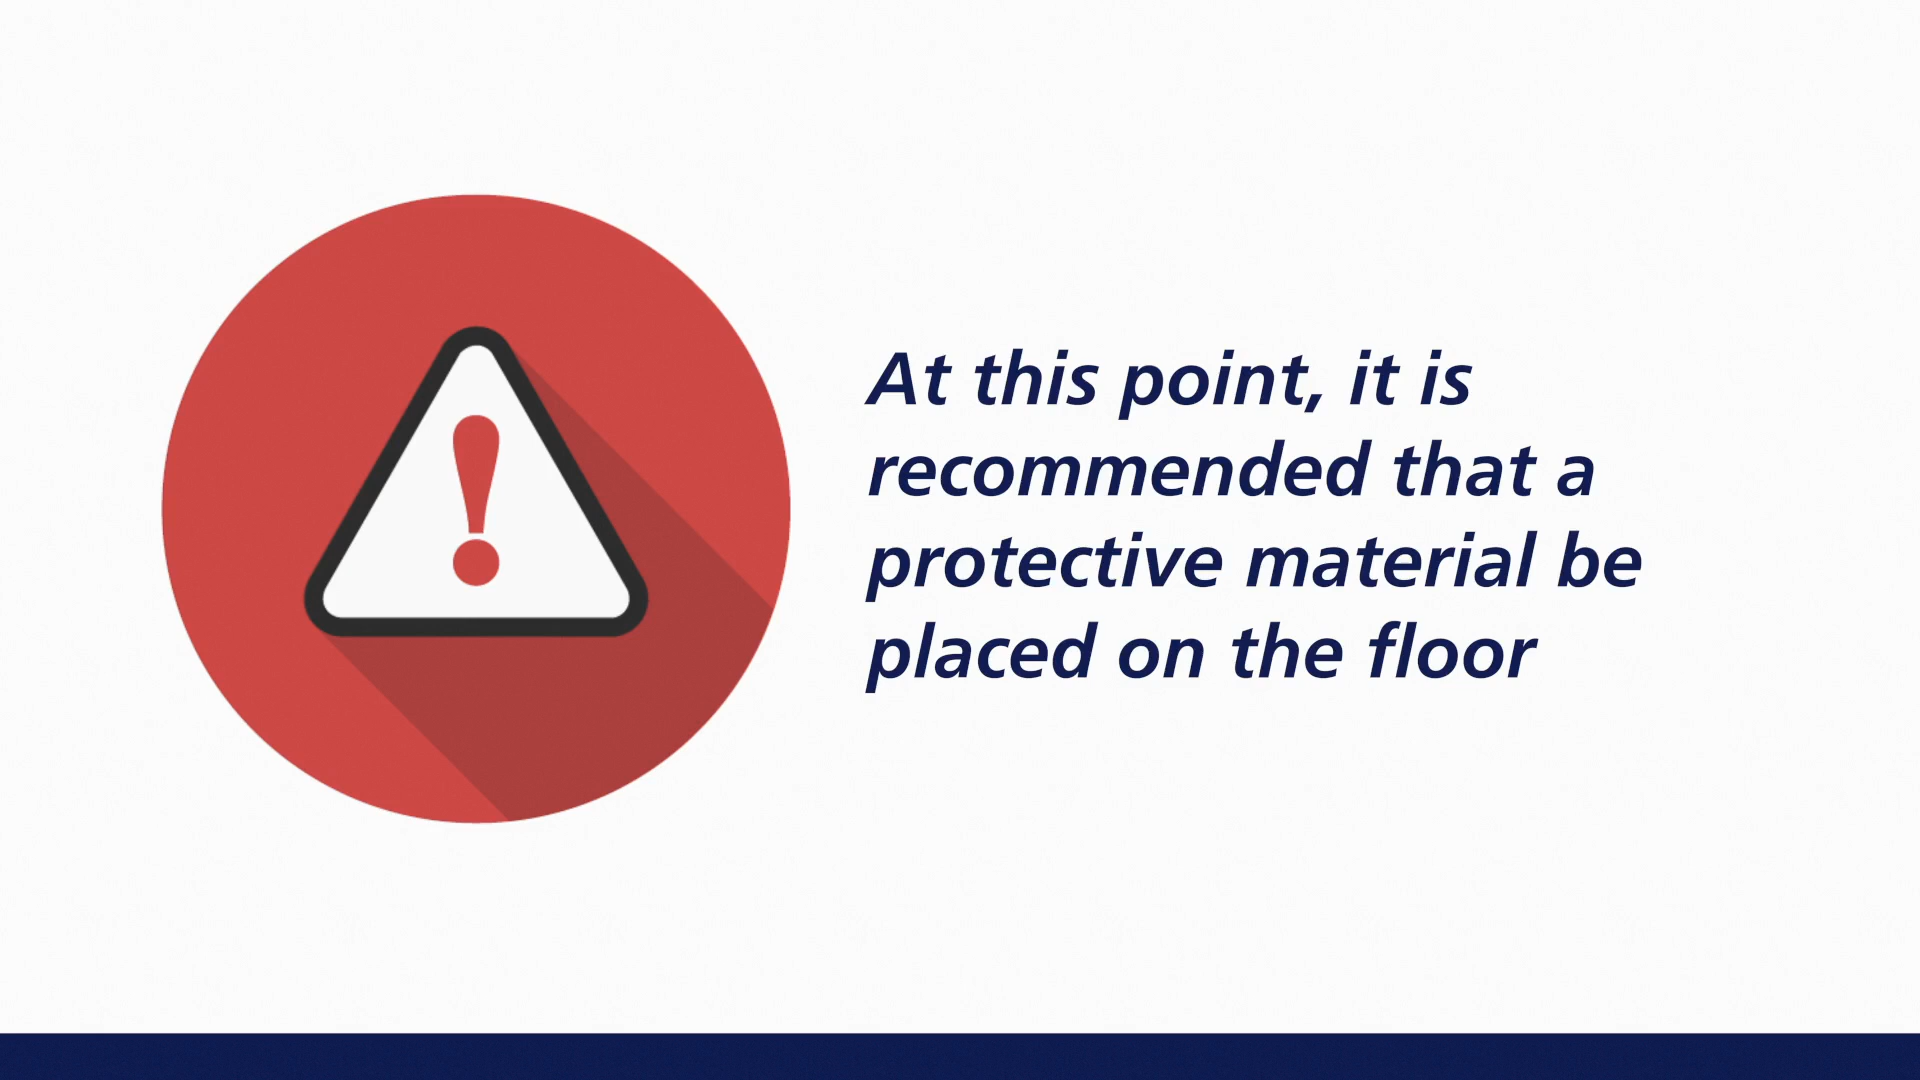 At this point, it is
recommended that a
protective material be
placed on the floor